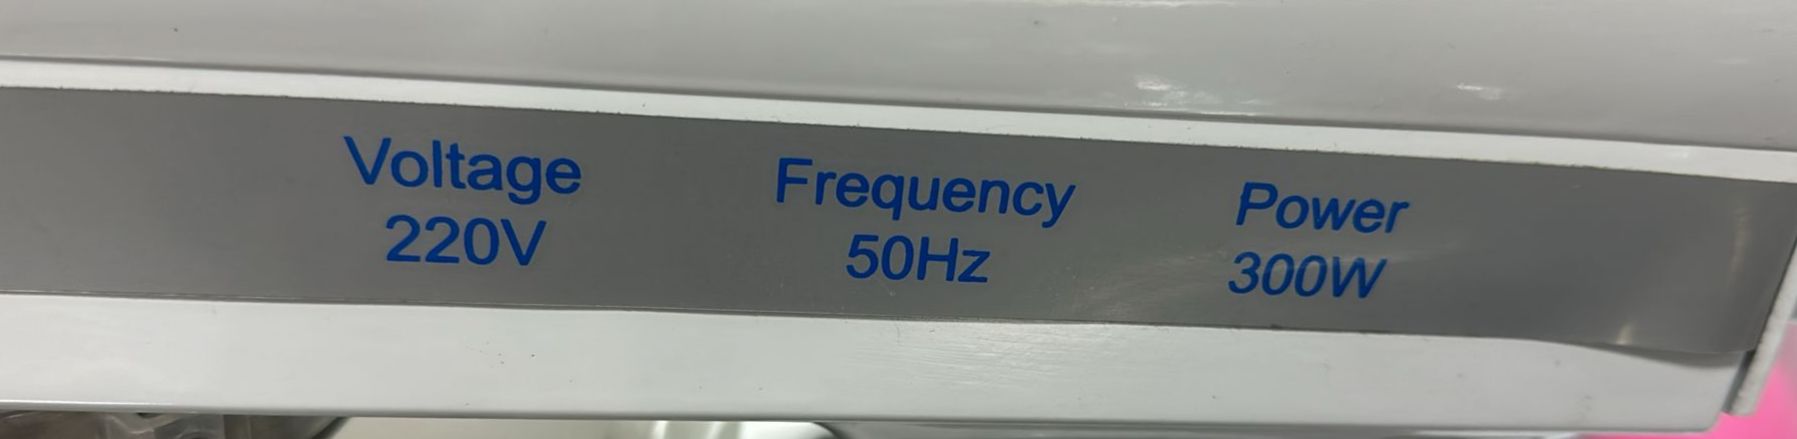 Voltage Frequency Power
220V 50Hz 300W